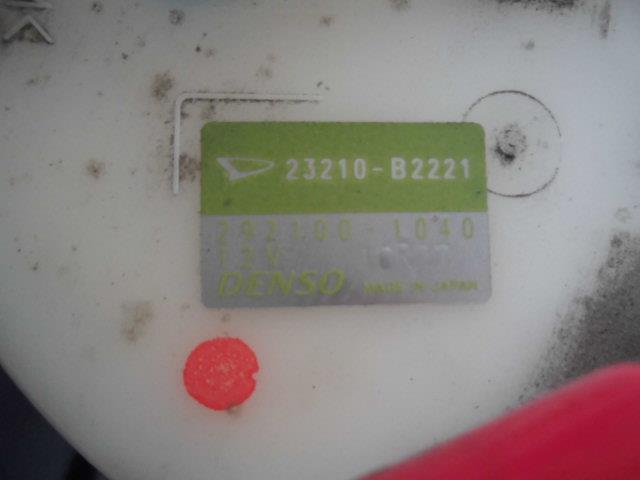 23210-B2221
292100-1040
12V
DENSO MADE IN JAPAN